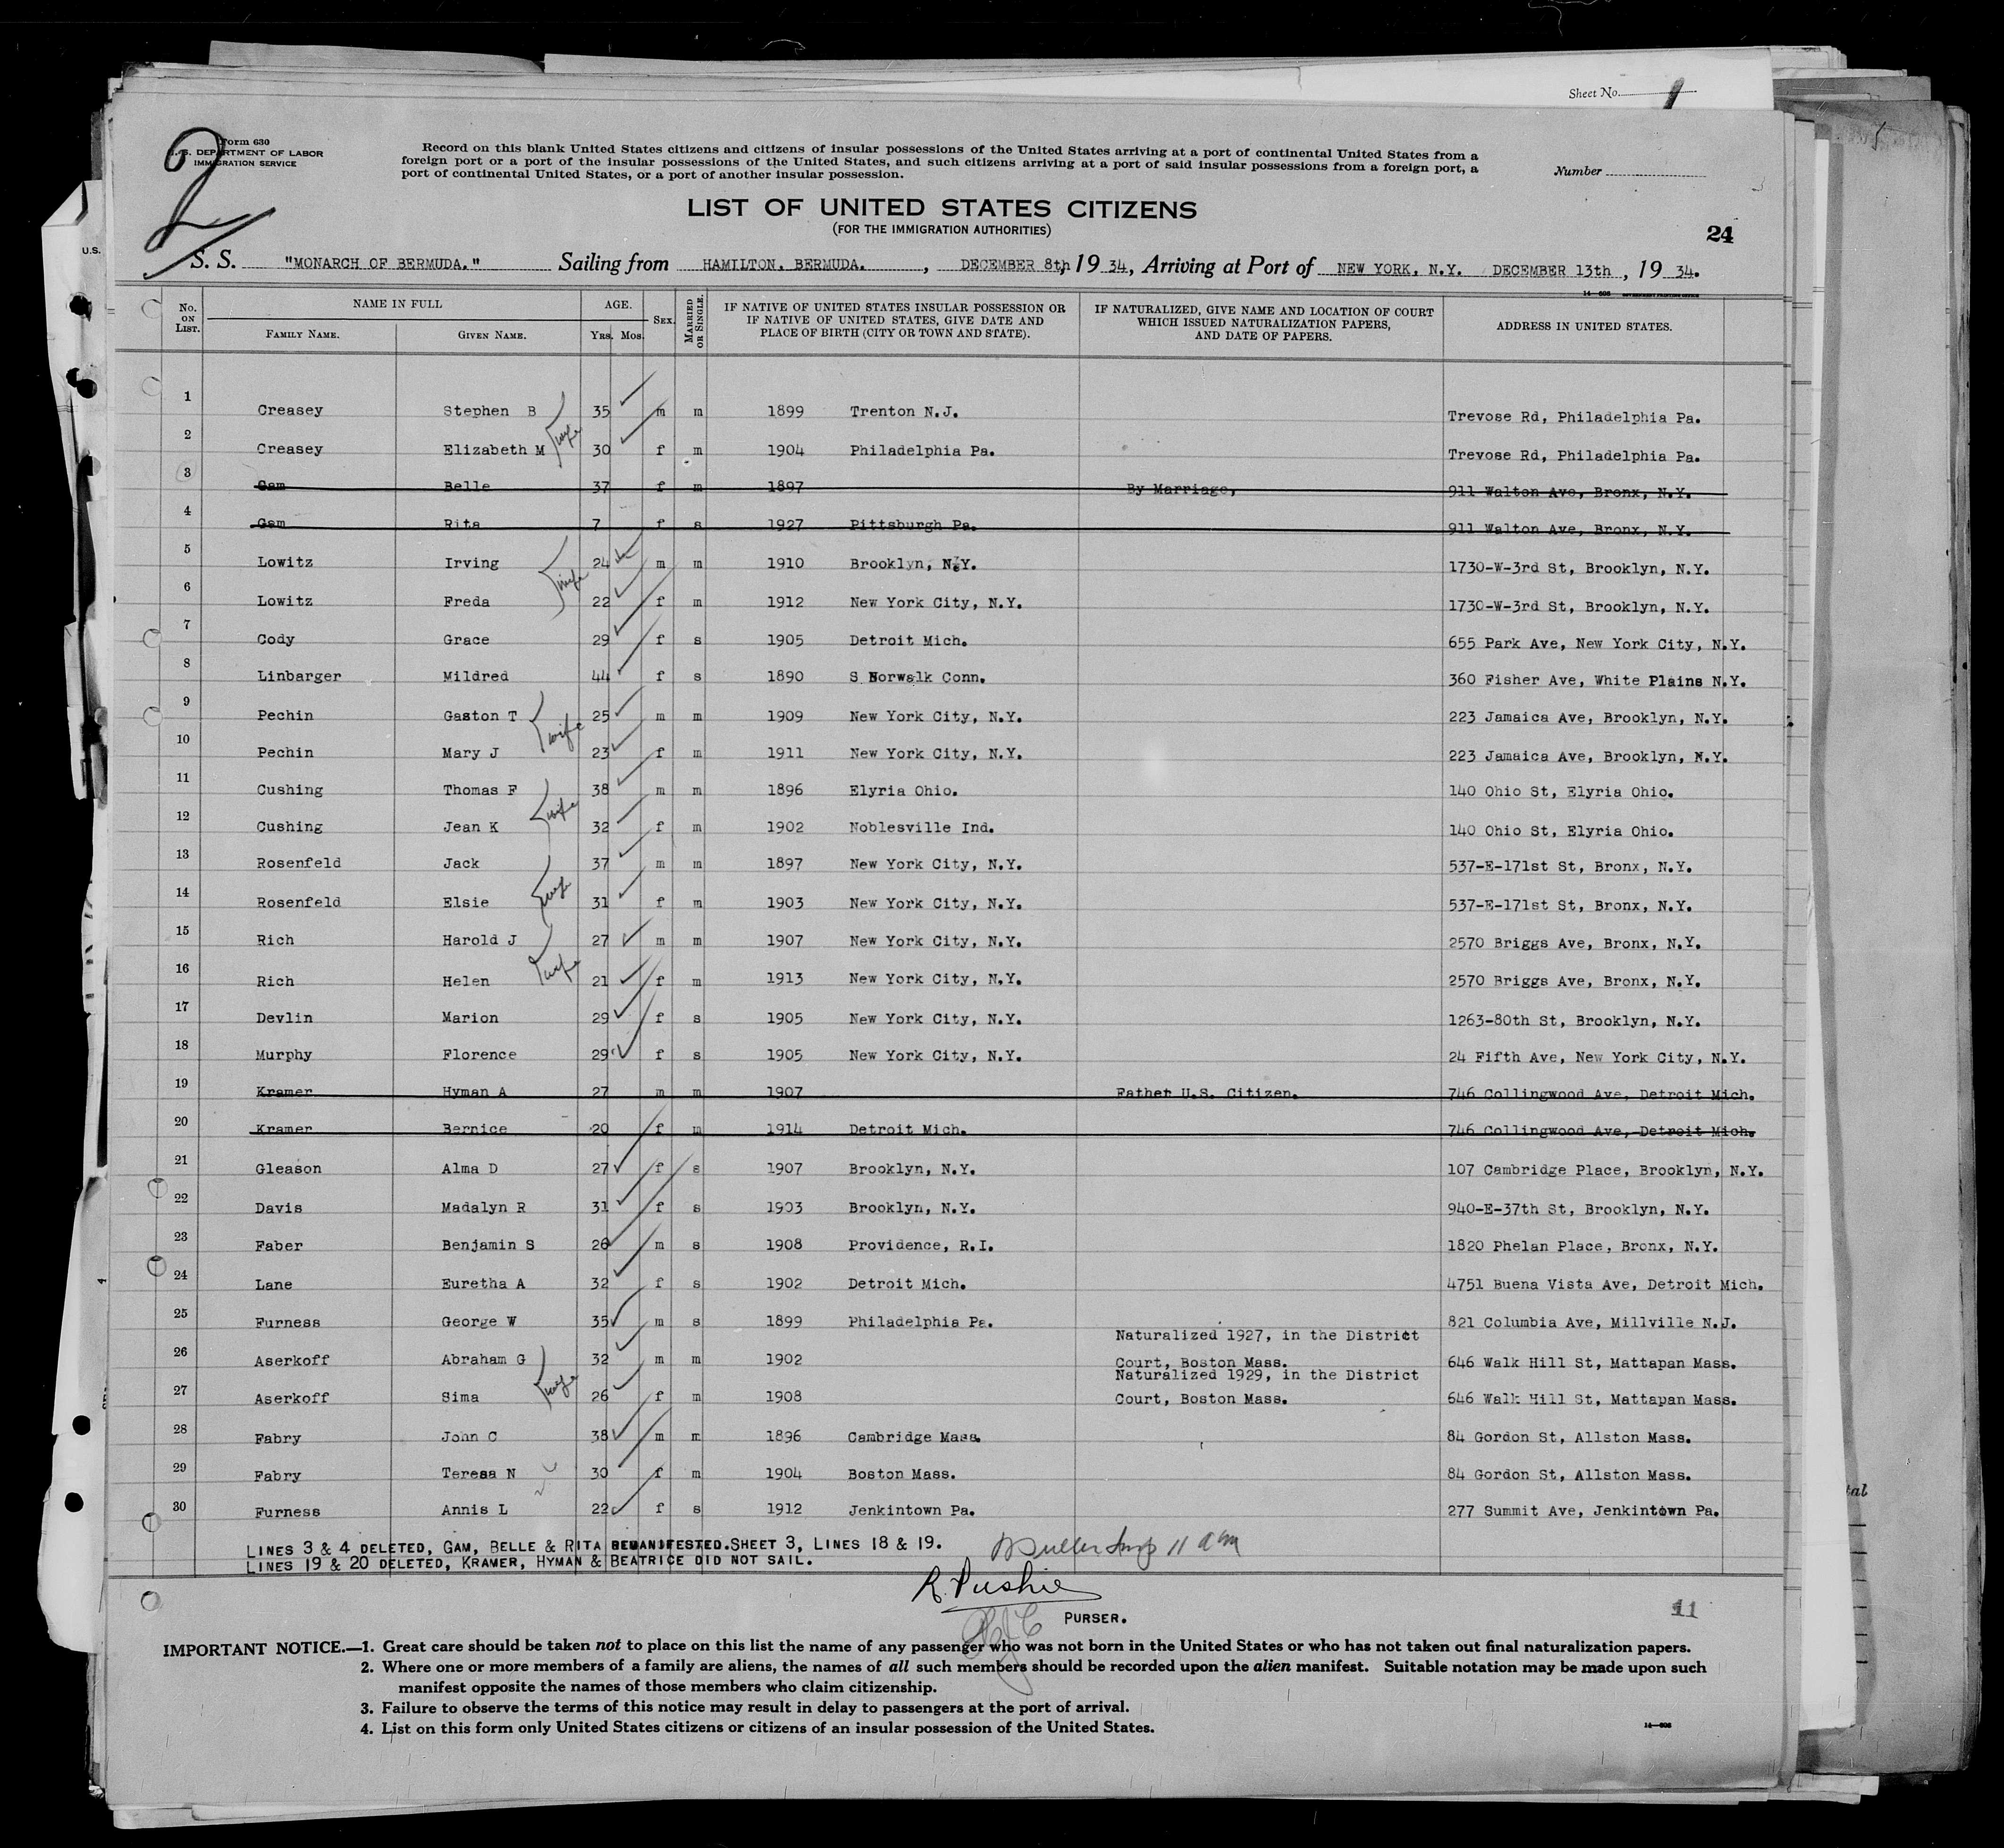 Sheet No. 1
Form 630
U. S. DEPARTMENT OF LABOR
IMMIGRATION SERVICE
Record on this blank United States citizens and citizens of insular possessions of the United States arriving at a port of continental United States from a
foreign port or a port of the insular possessions of the United States, and such citizens arriving at a port of said insular possessions from a foreign port, a
port of continental United States, or a port of another insular possession.
Number
LIST OF UNITED STATES CITIZENS
(FOR THE IMMIGRATION AUTHORITIES)
24
U.S.
S. S. "MONARCH OF BERMUDA." Sailing from HAMILTON, BERMUDA. , DECEMBER 8th, 19 34, Arriving at Port of NEW YORK, N.Y. DECEMBER 13th , 19 34.
No. ON LIST. NAME IN FULL FAMILY NAME. GIVEN NAME. AGE. YRS. MOS. SEX. MARRIED OR SINGLE. IF NATIVE OF UNITED STATES INSULAR POSSESSION OR IF NATIVE OF UNITED STATES, GIVE DATE AND PLACE OF BIRTH (CITY OR TOWN AND STATE). IF NATURALIZED, GIVE NAME AND LOCATION OF COURT WHICH ISSUED NATURALIZATION PAPERS, AND DATE OF PAPERS. ADDRESS IN UNITED STATES.
1 Creasey Stephen B 35 m m 1899 Trenton N.J. Trevose Rd, Philadelphia Pa.
2 Creasey Elizabeth M wife 30 f m 1904 Philadelphia Pa. Trevose Rd, Philadelphia Pa.
3 Gam Belle 37 f m 1897 By Marriage, 911 Walton Ave, Bronx, N.Y.
4 Gam Rita 7 f s 1927 Pittsburgh Pa. 911 Walton Ave, Bronx, N.Y.
5 Lowitz Irving 24 m m 1910 Brooklyn, N.Y. 1730-W-3rd St, Brooklyn, N.Y.
6 Lowitz Freda wife 22 f m 1912 New York City, N.Y. 1730-W-3rd St, Brooklyn, N.Y.
7 Cody Grace 29 f s 1905 Detroit Mich. 655 Park Ave, New York City, N.Y.
8 Linbarger Mildred 44 f s 1890 S Norwalk Conn. 360 Fisher Ave, White Plains N.Y.
9 Pechin Gaston T 25 m m 1909 New York City, N.Y. 223 Jamaica Ave, Brooklyn, N.Y.
10 Pechin Mary J wife 23 f m 1911 New York City, N.Y. 223 Jamaica Ave, Brooklyn, N.Y.
11 Cushing Thomas F 38 m m 1896 Elyria Ohio. 140 Ohio St, Elyria Ohio.
12 Cushing Jean K wife 32 f m 1902 Noblesville Ind. 140 Ohio St, Elyria Ohio.
13 Rosenfeld Jack 37 m m 1897 New York City, N.Y. 537-E-171st St, Bronx, N.Y.
14 Rosenfeld Elsie wife 31 f m 1903 New York City, N.Y. 537-E-171st St, Bronx, N.Y.
15 Rich Harold J 27 m m 1907 New York City, N.Y. 2570 Briggs Ave, Bronx, N.Y.
16 Rich Helen wife 21 f m 1913 New York City, N.Y. 2570 Briggs Ave, Bronx, N.Y.
17 Devlin Marion 29 f s 1905 New York City, N.Y. 1263-80th St, Brooklyn, N.Y.
18 Murphy Florence 29 f s 1905 New York City, N.Y. 24 Fifth Ave, New York City, N.Y.
19 Kramer Hyman A 27 m m 1907 Father U.S. Citizen. 746 Collingwood Ave, Detroit Mich.
20 Kramer Bernice 20 f m 1914 Detroit Mich. 746 Collingwood Ave, Detroit Mich.
21 Gleason Alma D 27 f s 1907 Brooklyn, N.Y. 107 Cambridge Place, Brooklyn, N.Y.
22 Davis Madalyn R 31 f s 1903 Brooklyn, N.Y. 940-E-37th St, Brooklyn, N.Y.
23 Faber Benjamin S 26 m s 1908 Providence, R.I. 1820 Phelan Place, Bronx, N.Y.
24 Lane Euretha A 32 f s 1902 Detroit Mich. 4751 Buena Vista Ave, Detroit Mich.
25 Furness George W 35 m s 1899 Philadelphia Pa. 821 Columbia Ave, Millville N.J.
Naturalized 1927, in the District
26 Aserkoff Abraham G 32 m m 1902 Court, Boston Mass. 646 Walk Hill St, Mattapan Mass.
Naturalized 1929, in the District
27 Aserkoff Sima wife 26 f m 1908 Court, Boston Mass. 646 Walk Hill St, Mattapan Mass.
28 Fabry John C 38 m m 1896 Cambridge Mass. 84 Gordon St, Allston Mass.
29 Fabry Teresa N 30 f m 1904 Boston Mass. 84 Gordon St, Allston Mass.
30 Furness Annis L 22 f s 1912 Jenkintown Pa. 277 Summit Ave, Jenkintown Pa.
LINES 3 & 4 DELETED, GAM, BELLE & RITA REMANIFESTED. SHEET 3, LINES 18 & 19.
LINES 19 & 20 DELETED, KRAMER, HYMAN & BEATRICE DID NOT SAIL.
11 am
R. Pushie
PURSER.
11
IMPORTANT NOTICE.—1. Great care should be taken not to place on this list the name of any passenger who was not born in the United States or who has not taken out final naturalization papers.
2. Where one or more members of a family are aliens, the names of all such members should be recorded upon the alien manifest. Suitable notation may be made upon such
manifest opposite the names of those members who claim citizenship.
3. Failure to observe the terms of this notice may result in delay to passengers at the port of arrival.
4. List on this form only United States citizens or citizens of an insular possession of the United States.